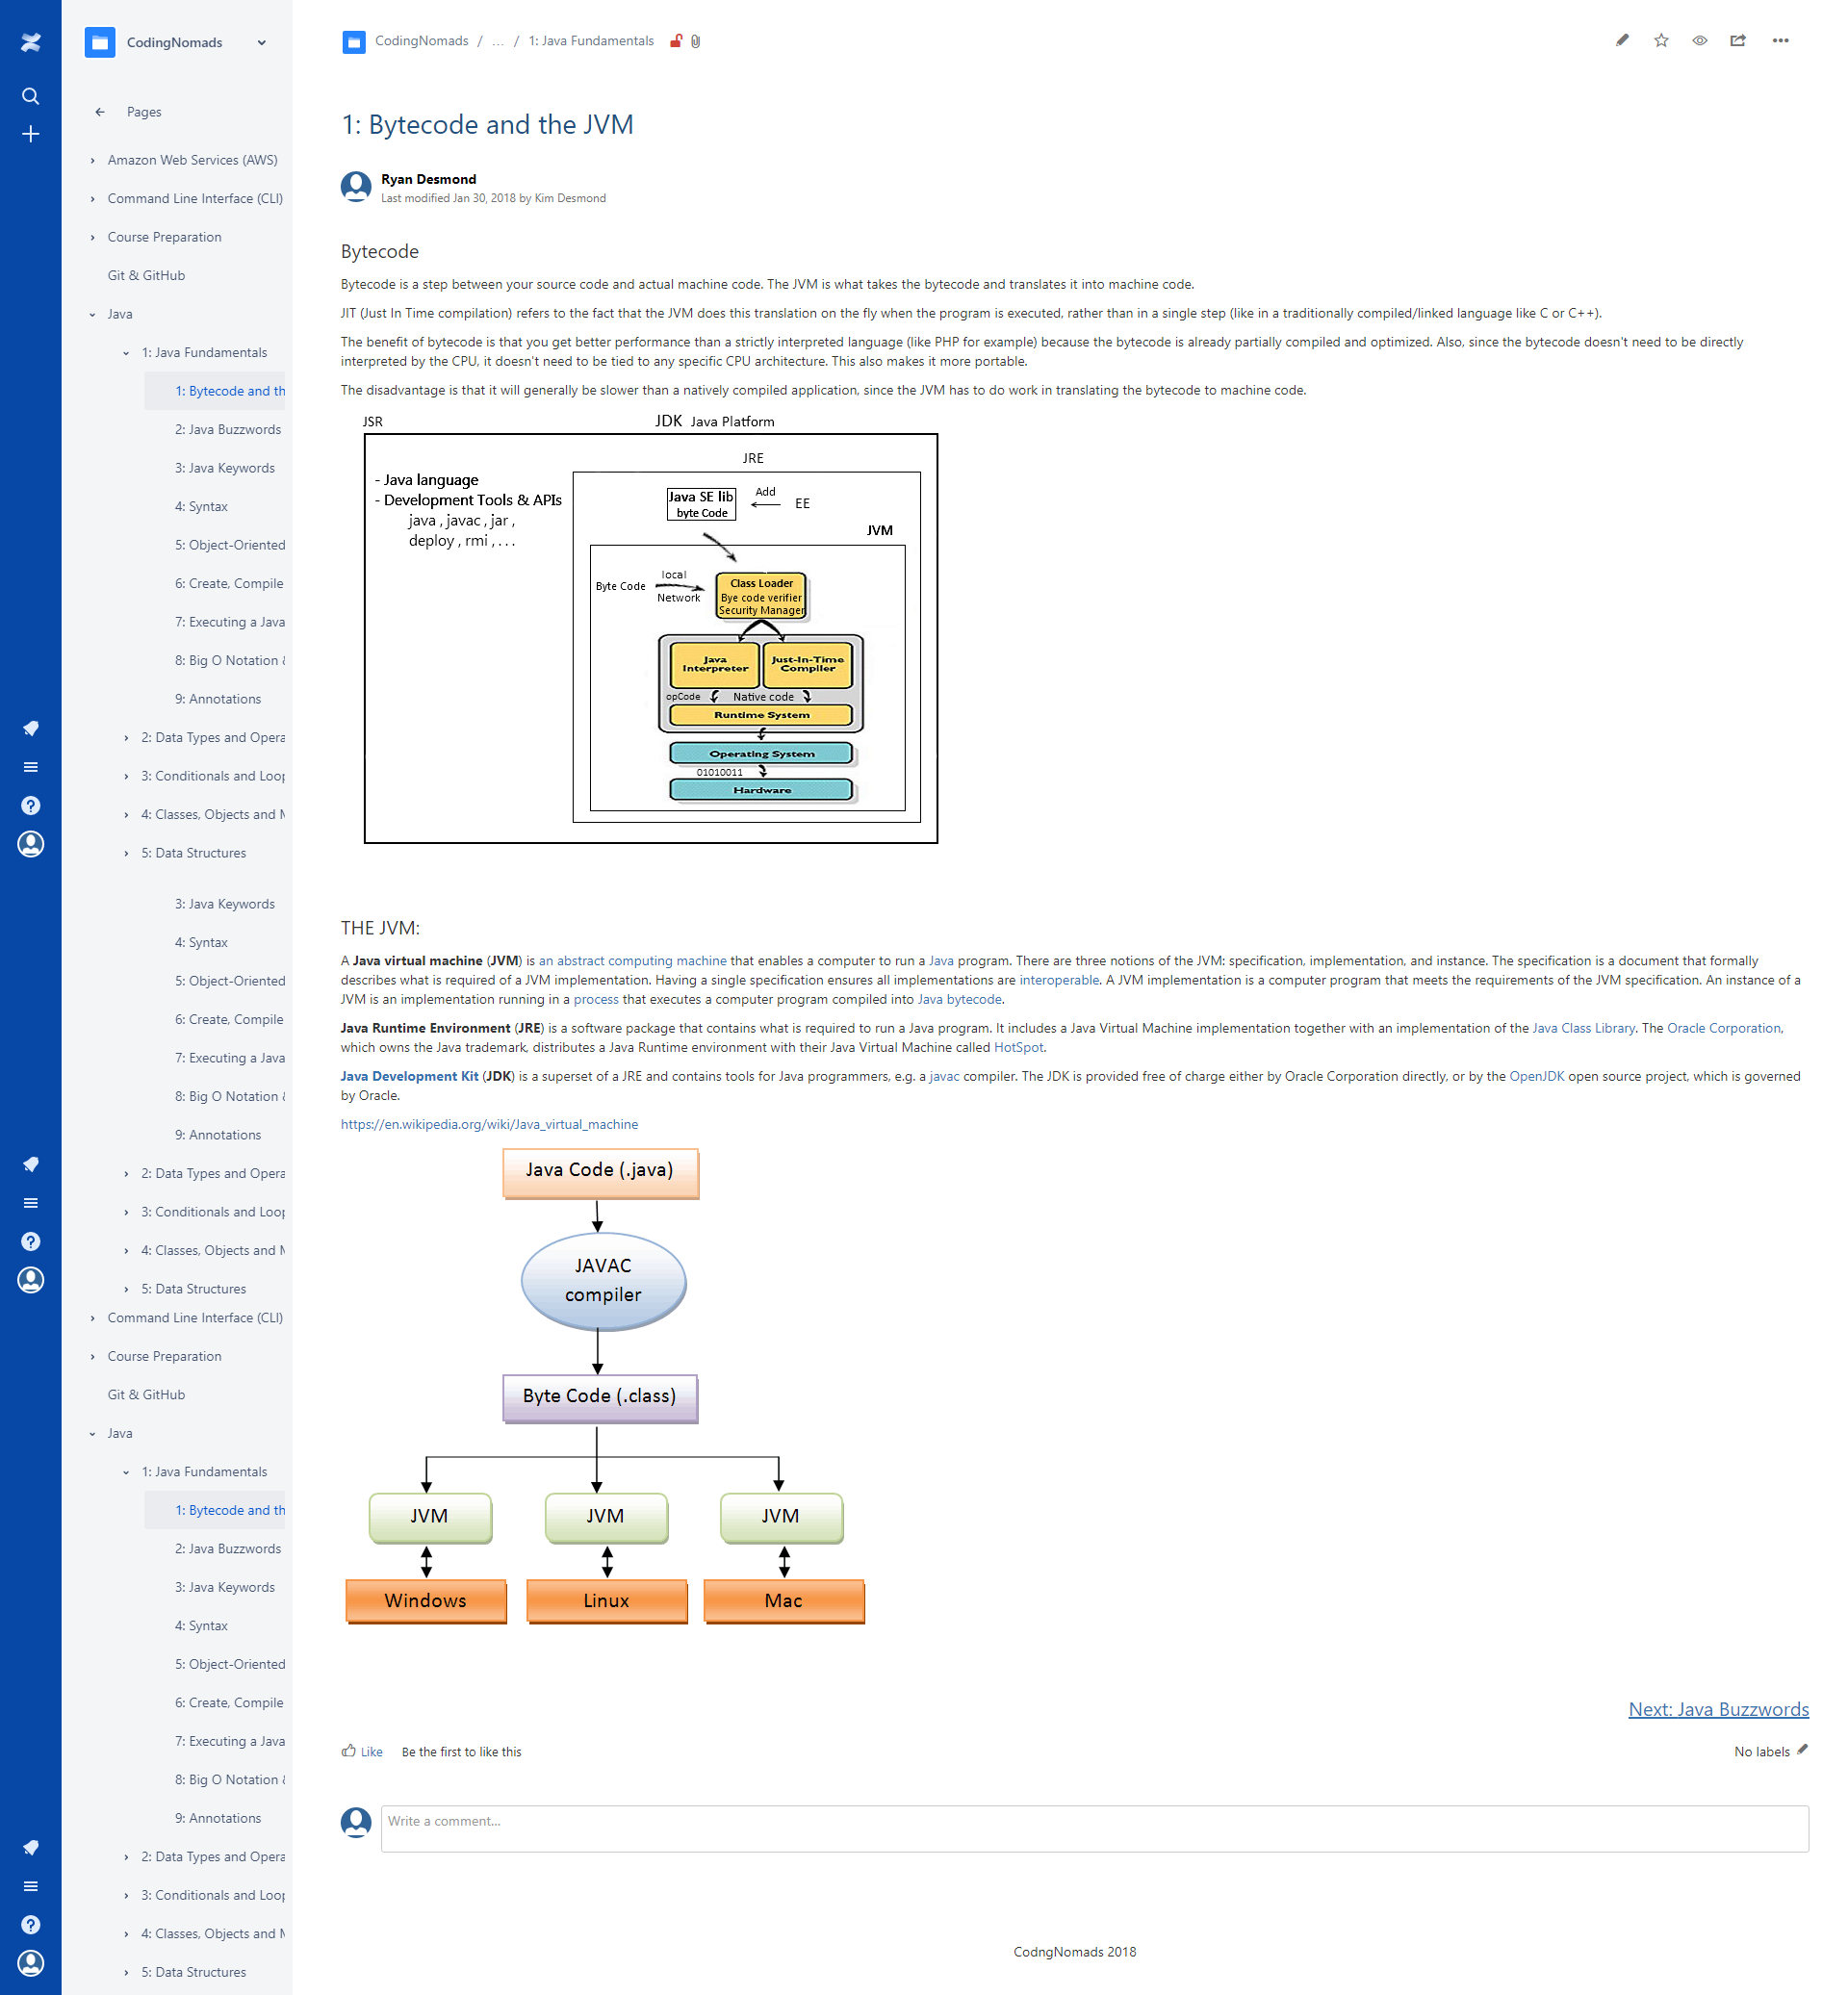 CodingNomads
Pages
Amazon Web Services (AWS)
Command Line Interface (CLI)
Course Preparation
Git & GitHub
Java
1: Java Fundamentals
1: Bytecode and th
2: Java Buzzwords
3: Java Keywords
4: Syntax
5: Object-Oriented
6: Create, Compile
7: Executing a Java
8: Big O Notation
9: Annotations
2: Data Types and Opera
3: Conditionals and Loop
4: Classes, Objects and
5: Data Structures
3: Java Keywords
4: Syntax
5: Object-Oriented
6: Create, Compile
7: Executing a Java
8: Big O Notation
9: Annotations
2: Data Types and Opera
3: Conditionals and Loop
4: Classes, Objects and
5: Data Structures
Command Line Interface (CLI)
Course Preparation
Git & GitHub
Java
1: Java Fundamentals
1: Bytecode and th
2: Java Buzzwords
3: Java Keywords
4: Syntax
5: Object-Oriented
6: Create, Compile
7: Executing a Java
8: Big O Notation
9: Annotations
2: Data Types and Opera
3: Conditionals and Loop
4: Classes, Objects and
5: Data Structures
CodingNomads / ... / 1: Java Fundamentals
1: Bytecode and the JVM
Ryan Desmond
Last modified Jan 30, 2018 by Kim Desmond
Bytecode
Bytecode is a step between your source code and actual machine code. The JVM is what takes the bytecode and translates it into machine code.
JIT (Just In Time compilation) refers to the fact that the JVM does this translation on the fly when the program is executed, rather than in a single step (like in a traditionally compiled/linked language like C or C++).
The benefit of bytecode is that you get better performance than a strictly interpreted language (like PHP for example) because the bytecode is already partially compiled and optimized. Also, since the bytecode doesn't need to be directly
interpreted by the CPU, it doesn't need to be tied to any specific CPU architecture. This also makes it more portable.
The disadvantage is that it will generally be slower than a natively compiled application, since the JVM has to do work in translating the bytecode to machine code.
JSR
JDK Java Platform
JRE
- Java language
- Development Tools & APIs
java , javac , jar ,
deploy , rmi , . . .
Java SE lib
byte Code
Add
EE
JVM
Byte Code
local
Network
Class Loader
Bye code verifier
Security Manager
Java
Interpreter
Just-In-Time
Compiler
opCode
Native code
Runtime System
Operating System
01010011
Hardware
THE JVM:
A Java virtual machine (JVM) is an abstract computing machine that enables a computer to run a Java program. There are three notions of the JVM: specification, implementation, and instance. The specification is a document that formally
describes what is required of a JVM implementation. Having a single specification ensures all implementations are interoperable. A JVM implementation is a computer program that meets the requirements of the JVM specification. An instance of a
JVM is an implementation running in a process that executes a computer program compiled into Java bytecode.
Java Runtime Environment (JRE) is a software package that contains what is required to run a Java program. It includes a Java Virtual Machine implementation together with an implementation of the Java Class Library. The Oracle Corporation,
which owns the Java trademark, distributes a Java Runtime environment with their Java Virtual Machine called HotSpot.
Java Development Kit (JDK) is a superset of a JRE and contains tools for Java programmers, e.g. a javac compiler. The JDK is provided free of charge either by Oracle Corporation directly, or by the OpenJDK open source project, which is governed
by Oracle.
https://en.wikipedia.org/wiki/Java_virtual_machine
Java Code (.java)
JAVAC
compiler
Byte Code (.class)
JVM
JVM
JVM
Windows
Linux
Mac
Next: Java Buzzwords
Like
Be the first to like this
No labels
Write a comment...
CodngNomads 2018